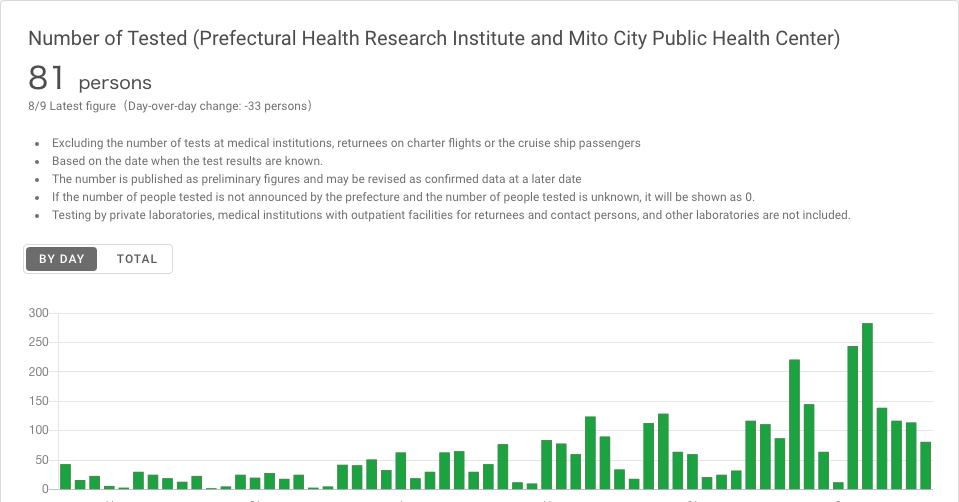 Number of Tested (Prefectural Health Research Institute and Mito City Public Health Center)
81 persons
8/9 Latest figure（Day-over-day change: -33 persons）
Excluding the number of tests at medical institutions, returnees on charter flights or the cruise ship passengers
Based on the date when the test results are known.
The number is published as preliminary figures and may be revised as confirmed data at a later date
If the number of people tested is not announced by the prefecture and the number of people tested is unknown, it will be shown as 0.
Testing by private laboratories, medical institutions with outpatient facilities for returnees and contact persons, and other laboratories are not included.
BY DAY TOTAL
300
250
200
150
100
50
0